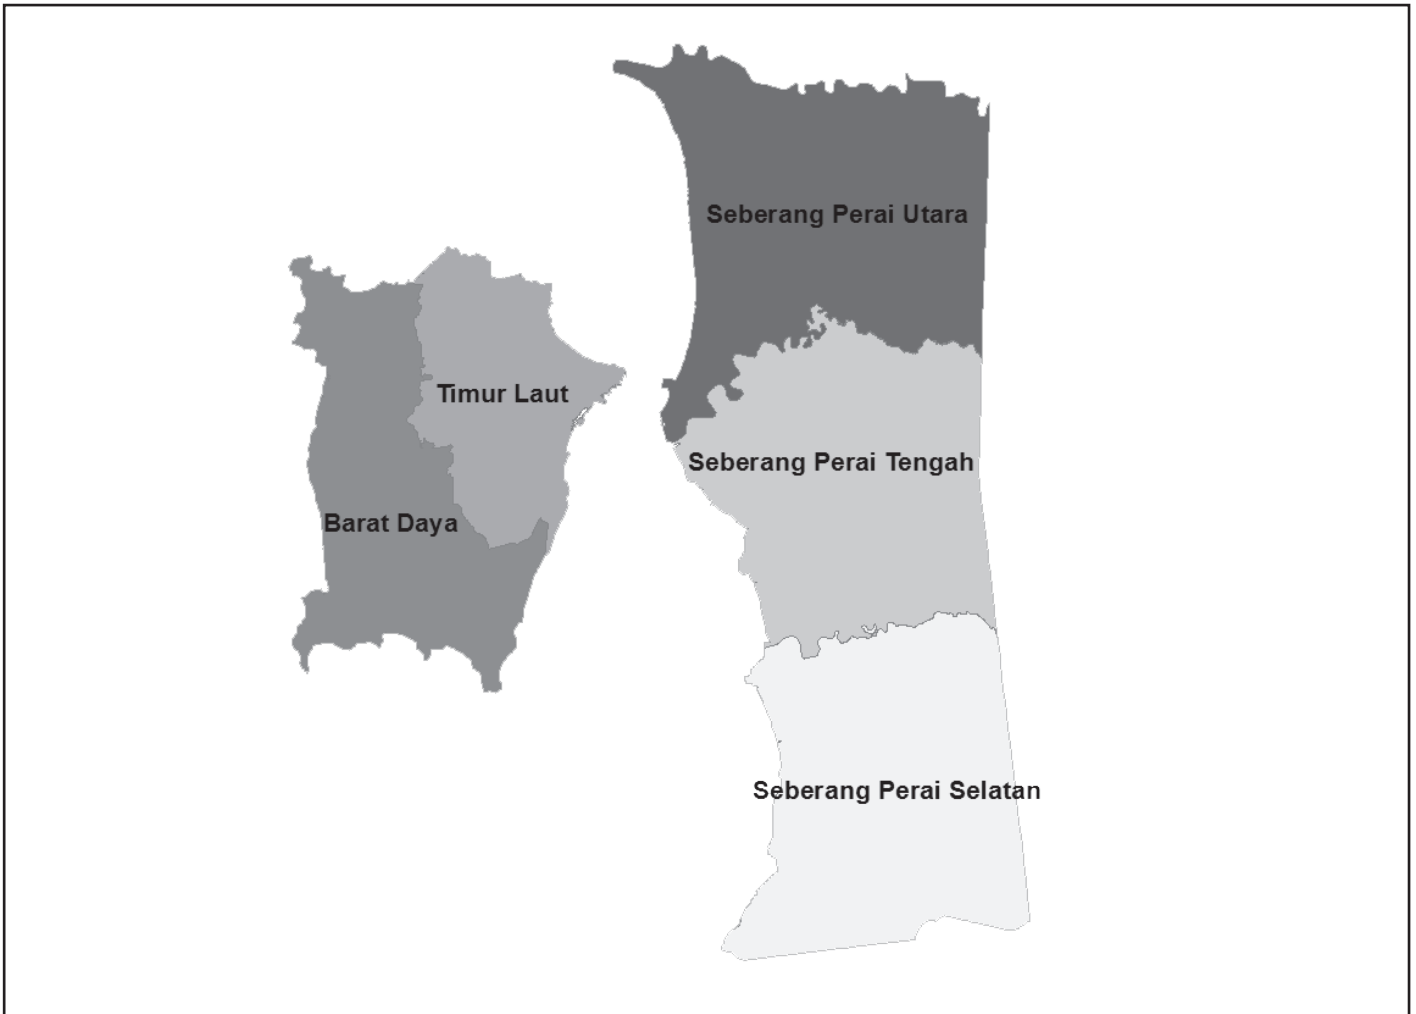 Seberang Perai Utara
Timur Laut
Seberang Perai Tengah
Barat Daya
Seberang Perai Selatan